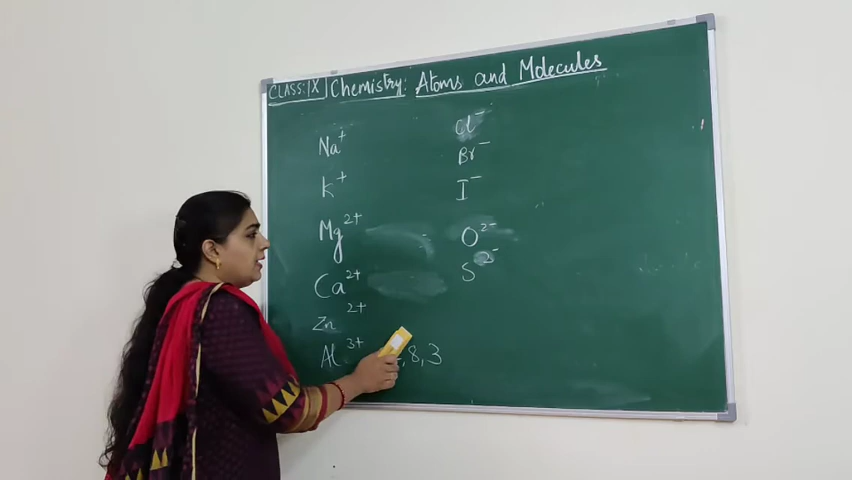 CLASS: IX Chemistry: Atoms and Molecules
Na⁺ Cl⁻
Br⁻
K⁺ I⁻
Mg²⁺ O²⁻
Ca²⁺ S²⁻
Zn²⁺
Al³⁺ ,8,3